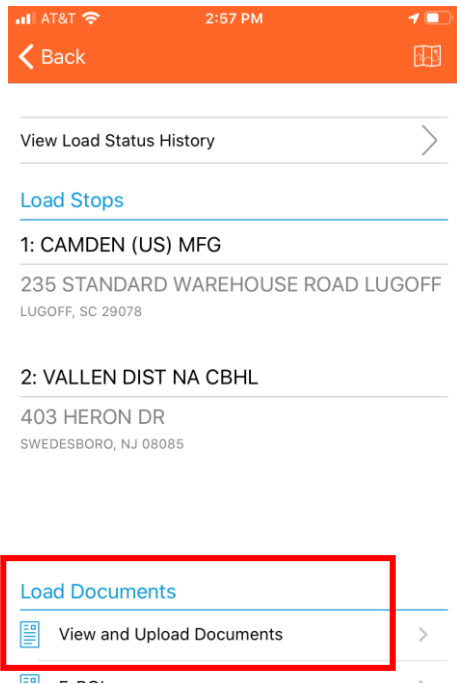 AT&T 2:57 PM
Back
View Load Status History
Load Stops
1: CAMDEN (US) MFG
235 STANDARD WAREHOUSE ROAD LUGOFF
LUGOFF, SC 29078
2: VALLEN DIST NA CBHL
403 HERON DR
SWEDESBORO, NJ 08085
Load Documents
View and Upload Documents